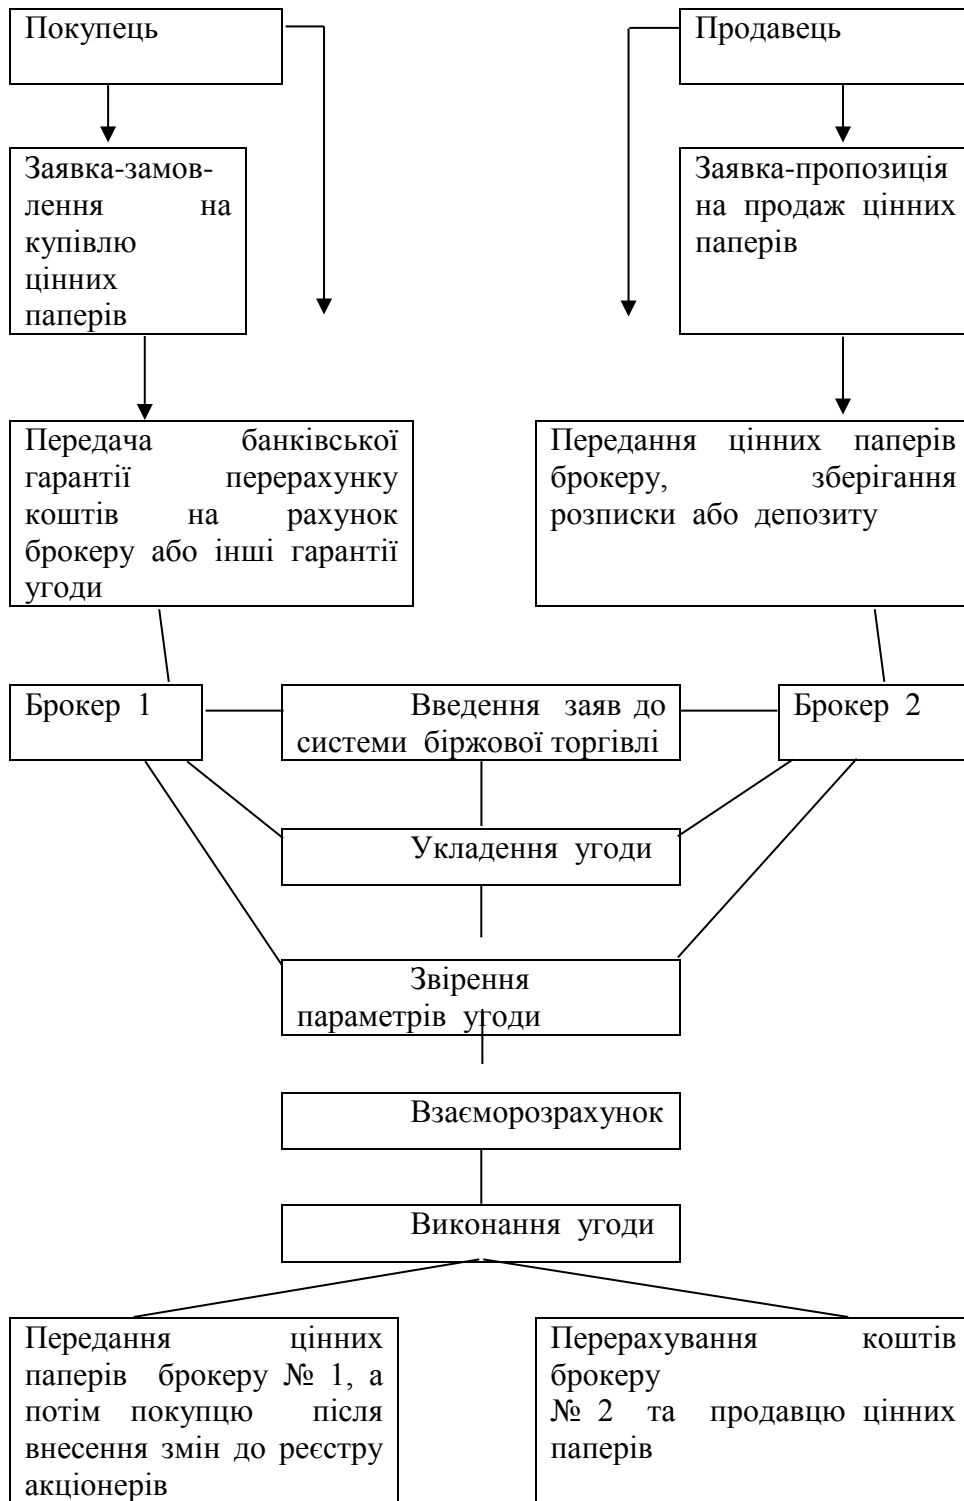 Покупець
Продавець
Заявка-замов-
лення на
купівлю
цінних
паперів
Заявка-пропозиція
на продаж цінних
паперів
Передача банківської
гарантії перерахунку
коштів на рахунок
брокеру або інші гарантії
угоди
Передання цінних паперів
брокеру, зберігання
розписки або депозиту
Брокер 1
Введення заяв до
системи біржової торгівлі
Брокер 2
Укладення угоди
Звірення
параметрів угоди
Взаєморозрахунок
Виконання угоди
Передання цінних
паперів брокеру № 1, а
потім покупцю після
внесення змін до реєстру
акціонерів
Перерахування коштів
брокеру
№ 2 та продавцю цінних
паперів